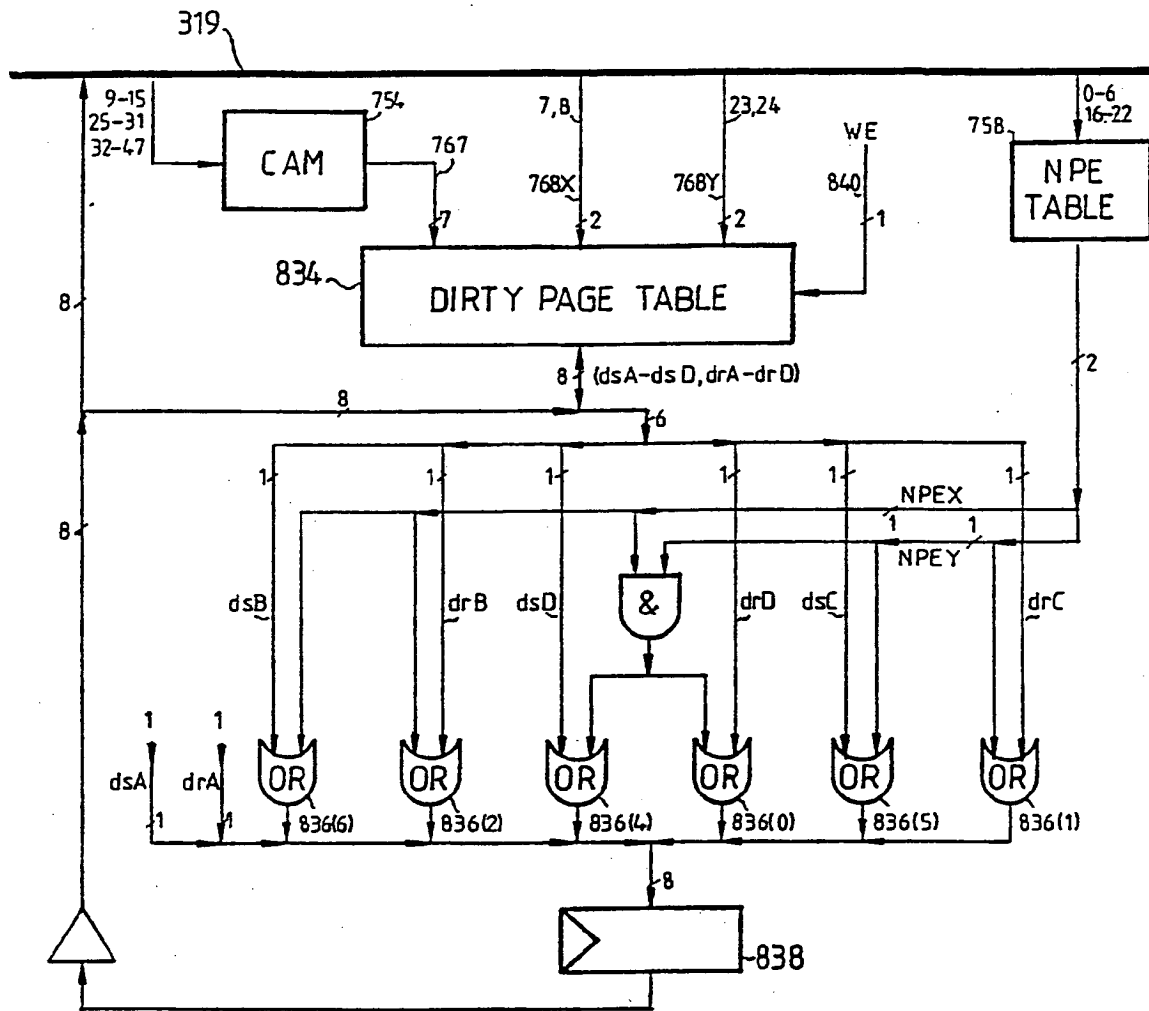 319
9-15
25-31
32-47
754
CAM
767
7
7,8
768X
2
23,24
768Y
2
WE
840
1
0-6
16-22
758
NPE
TABLE
834
DIRTY PAGE TABLE
8
8
(dsA-dsD, drA-drD)
2
8
6
1
1
1
1
1
1
NPEX
8
1
1
NPEY
&
dsB
drB
dsD
drD
dsC
drC
1
1
dsA
drA
OR
OR
OR
OR
OR
OR
1
1
836(6)
836(2)
836(4)
836(0)
836(5)
836(1)
8
838